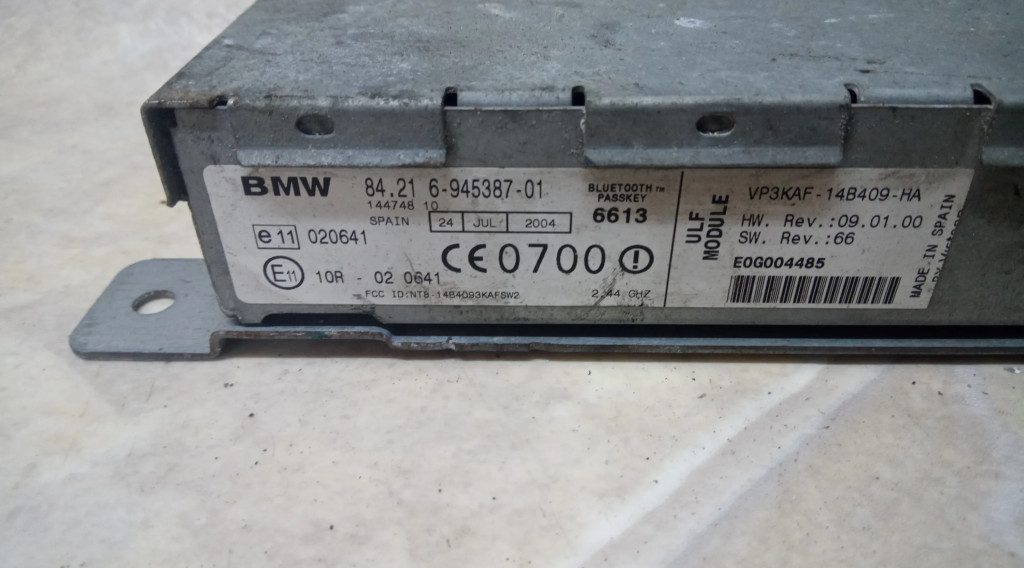 BMW 84.21 6-945387-01
144748 10
SPAIN 24 JUL 2004
BLUETOOTH™
PASSKEY
6613
e11 020641
E11 10R - 02 0641
CE0700
FCC ID:NT8-14B4093KAFSW2 2.44 GHZ
ULF
MODULE
VP3KAF-14B409-HA
HW. Rev.:09.01.00
SW. Rev.:66
E0G004485
MADE IN SPAIN